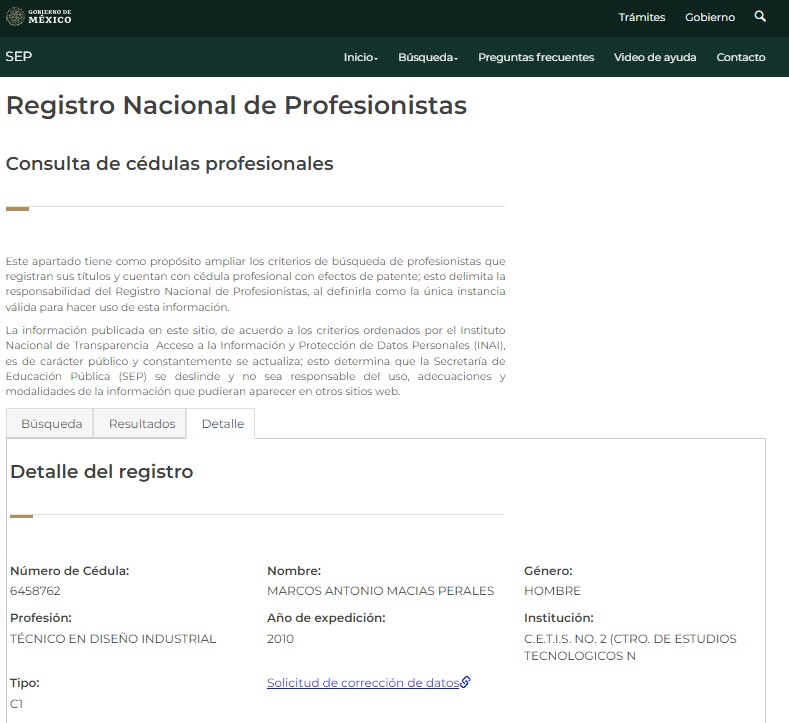 GOBIERNO DE
MÉXICO
Trámites Gobierno
SEP Inicio Búsqueda Preguntas frecuentes Video de ayuda Contacto
Registro Nacional de Profesionistas
Consulta de cédulas profesionales
Este apartado tiene como propósito ampliar los criterios de búsqueda de profesionistas que
registran sus títulos y cuentan con cédula profesional con efectos de patente; esto delimita la
responsabilidad del Registro Nacional de Profesionistas, al definirla como la única instancia
válida para hacer uso de esta información.
La información publicada en este sitio, de acuerdo a los criterios ordenados por el Instituto
Nacional de Transparencia Acceso a la Información y Protección de Datos Personales (INAI),
es de carácter público y constantemente se actualiza; esto determina que la Secretaría de
Educación Pública (SEP) se deslinde y no sea responsable del uso, adecuaciones y
modalidades de la información que pudieran aparecer en otros sitios web.
Búsqueda Resultados Detalle
Detalle del registro
Número de Cédula: Nombre: Género:
6458762 MARCOS ANTONIO MACIAS PERALES HOMBRE
Profesión: Año de expedición: Institución:
TÉCNICO EN DISEÑO INDUSTRIAL 2010 C.E.T.I.S. NO. 2 (CTRO. DE ESTUDIOS
TECNOLOGICOS N
Tipo: Solicitud de corrección de datos
C1